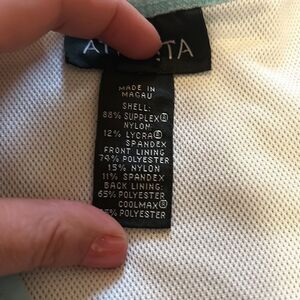 MADE IN
MACAU
SHELL:
88% SUPPLEX®
NYLON
12% LYCRA®
SPANDEX
FRONT LINING
74% POLYESTER
15% NYLON
11% SPANDEX
BACK LINING:
65% POLYESTER
COOLMAX®
POLYESTER